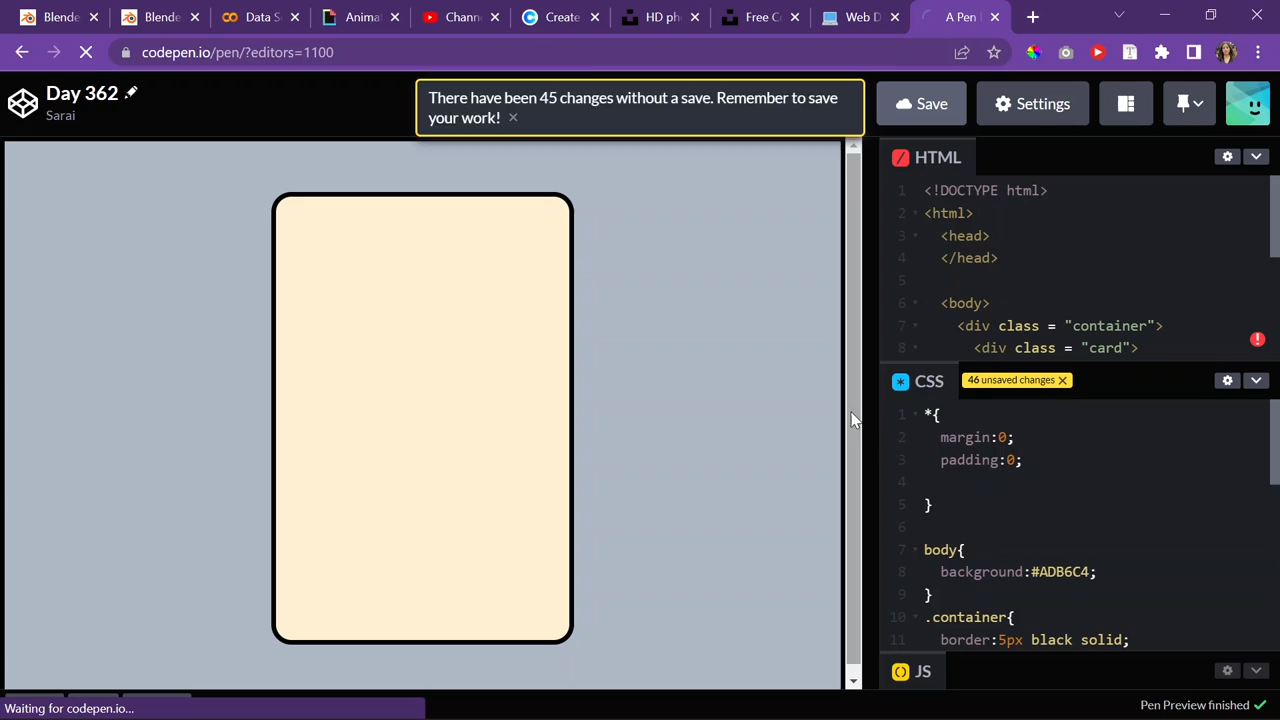 Blende
Blende
Data S
Animat
Chann
Create
HD ph
Free C
Web D
A Pen
codepen.io/pen/?editors=1100
Day 362
Sarai
There have been 45 changes without a save. Remember to save
your work! ×
Save
Settings
HTML
1 <!DOCTYPE html>
2 <html>
3 <head>
4 </head>
5
6 <body>
7 <div class = "container">
8 <div class = "card">
CSS
46 unsaved changes ×
1 *{
2 margin:0;
3 padding:0;
4
5 }
6
7 body{
8 background:#ADB6C4;
9 }
10 .container{
11 border:5px black solid;
JS
Waiting for codepen.io...
Pen Preview finished